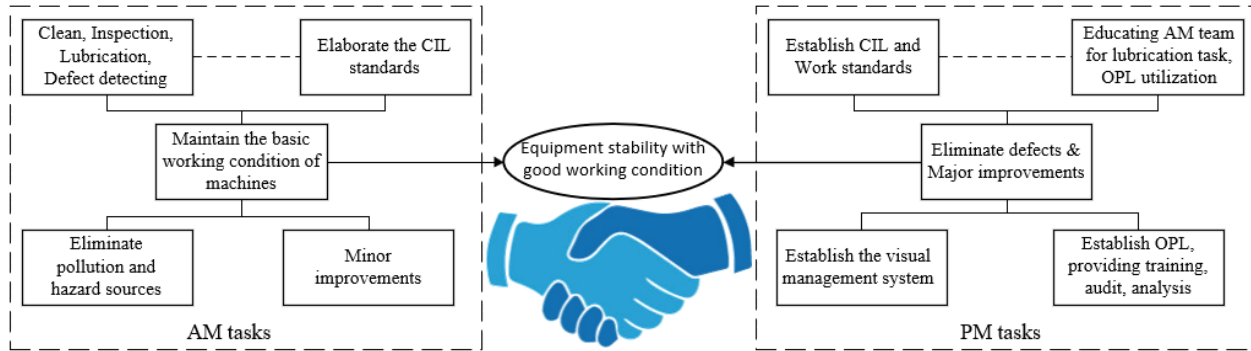 Clean, Inspection,
Lubrication,
Defect detecting
Elaborate the CIL
standards
Maintain the basic
working condition of
machines
Eliminate
pollution and
hazard sources
Minor
improvements
AM tasks
Equipment stability with
good working condition
Establish CIL and
Work standards
Educating AM team
for lubrication task,
OPL utilization
Eliminate defects &
Major improvements
Establish the visual
management system
Establish OPL,
providing training,
audit, analysis
PM tasks